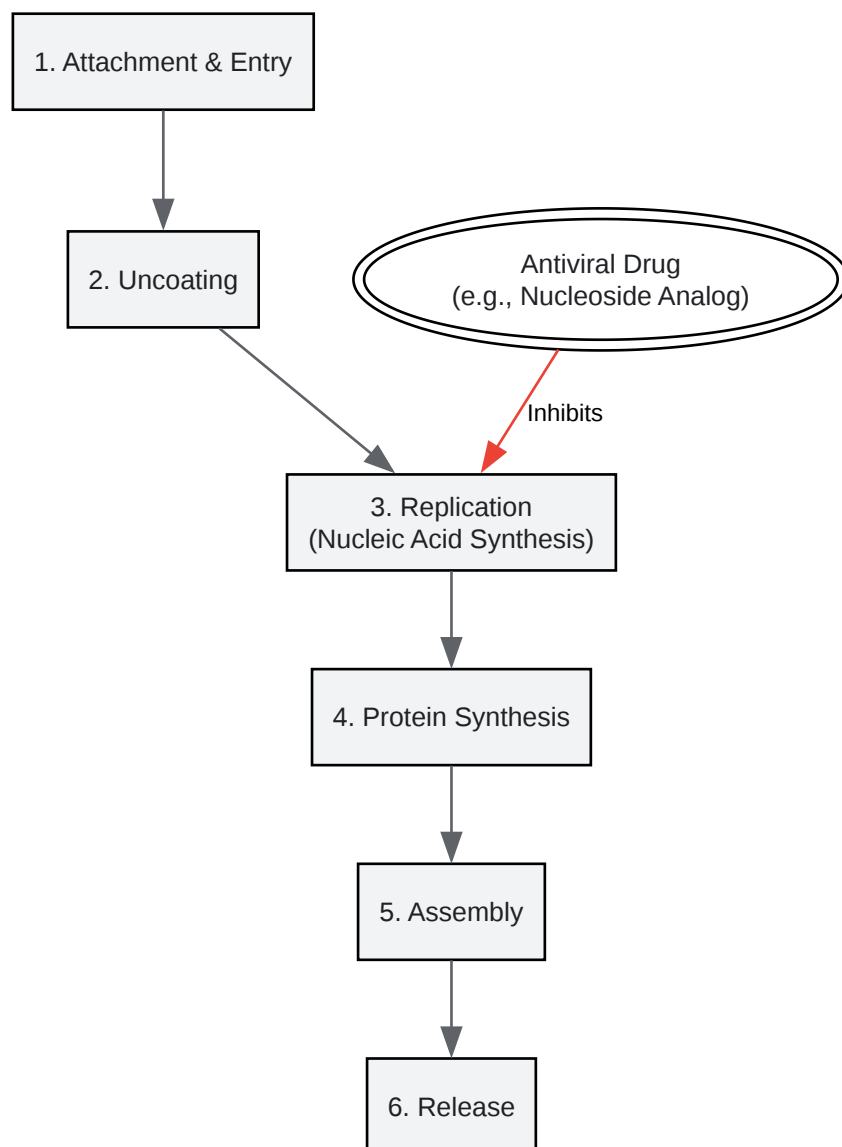 1. Attachment & Entry
2. Uncoating
Antiviral Drug
(e.g., Nucleoside Analog)
Inhibits
3. Replication
(Nucleic Acid Synthesis)
4. Protein Synthesis
5. Assembly
6. Release